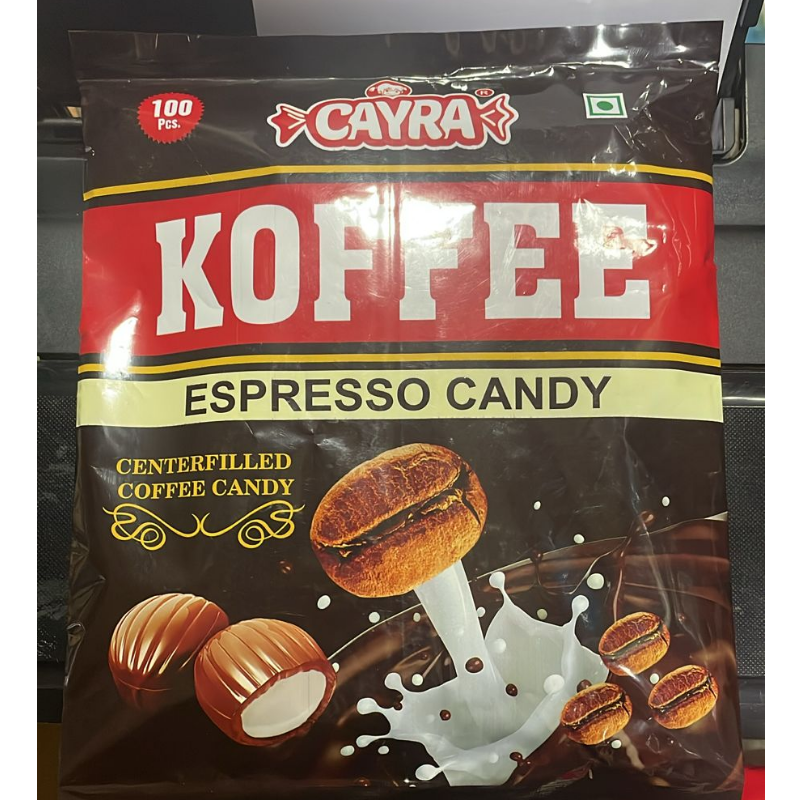 100
Pcs.
CAYRA
®
KOFFEE
ESPRESSO CANDY
CENTERFILLED
COFFEE CANDY